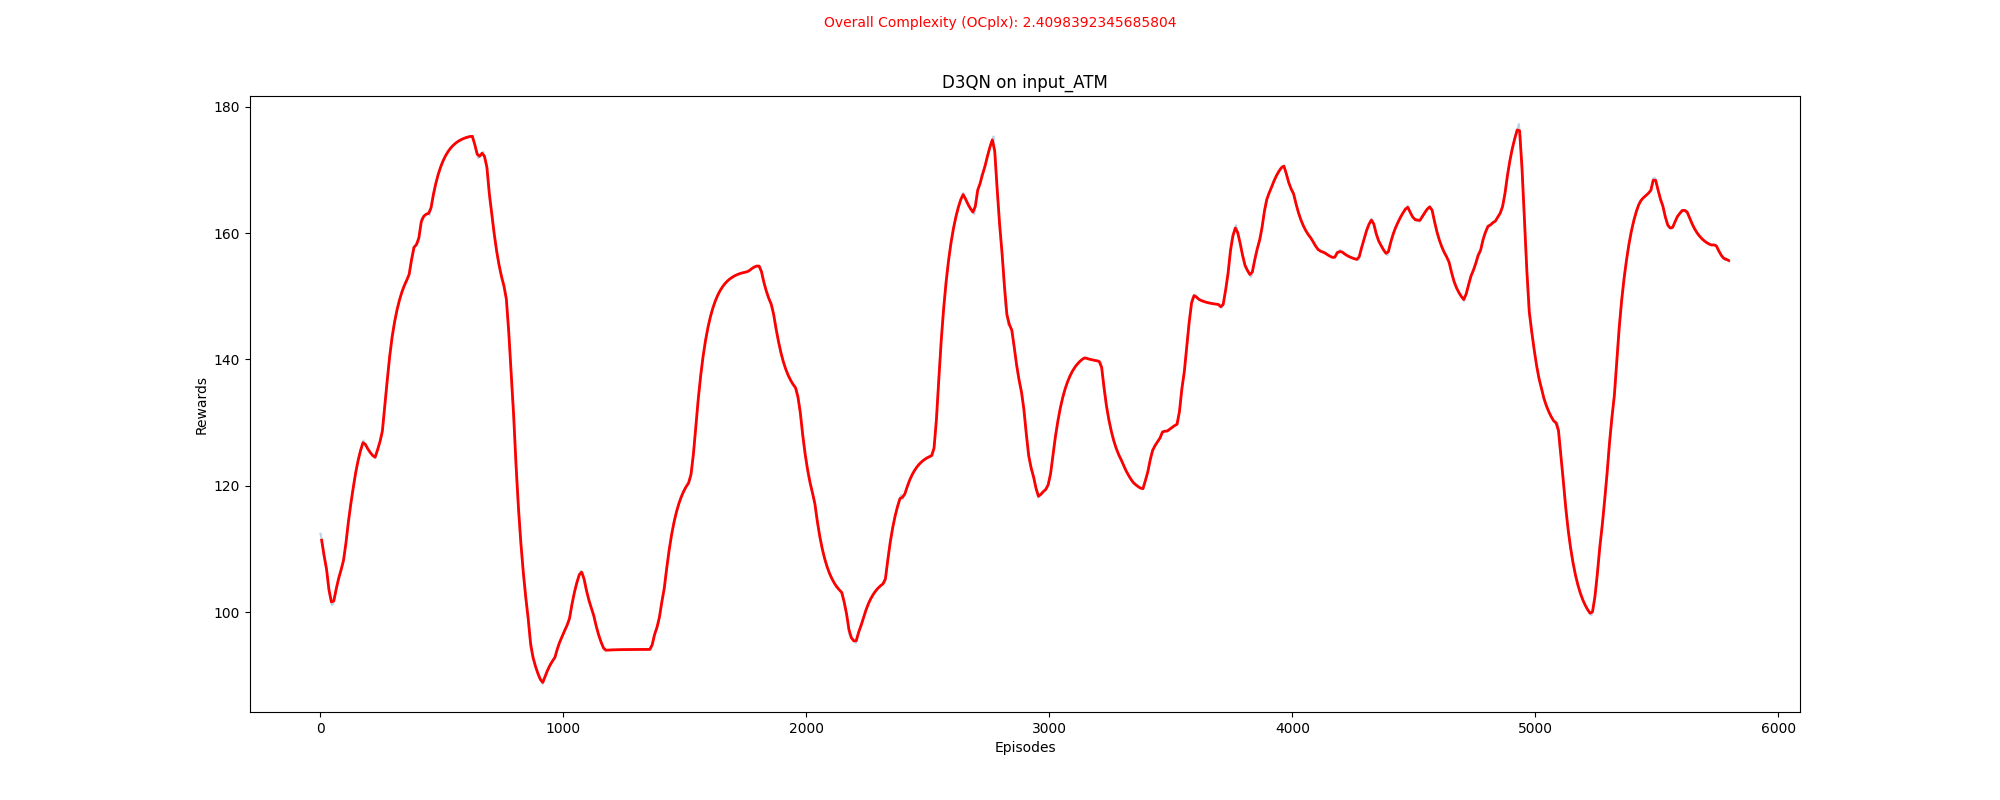 Overall Complexity (OCplx): 2.4098392345685804
D3QN on input_ATM
Rewards
180
160
140
120
100
0 1000 2000 3000 4000 5000 6000
Episodes